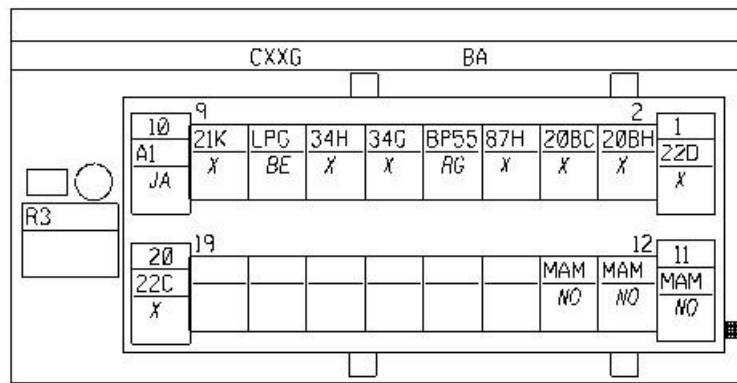 CXXG BA
9 2
10 21K LPG 34H 34G BP55 87H 20BC 20BH 1
A1 X BE X X RG X X X 22D
JA X
R3
19 12
20 MAM MAM 11
22C NO NO MAM
X NO